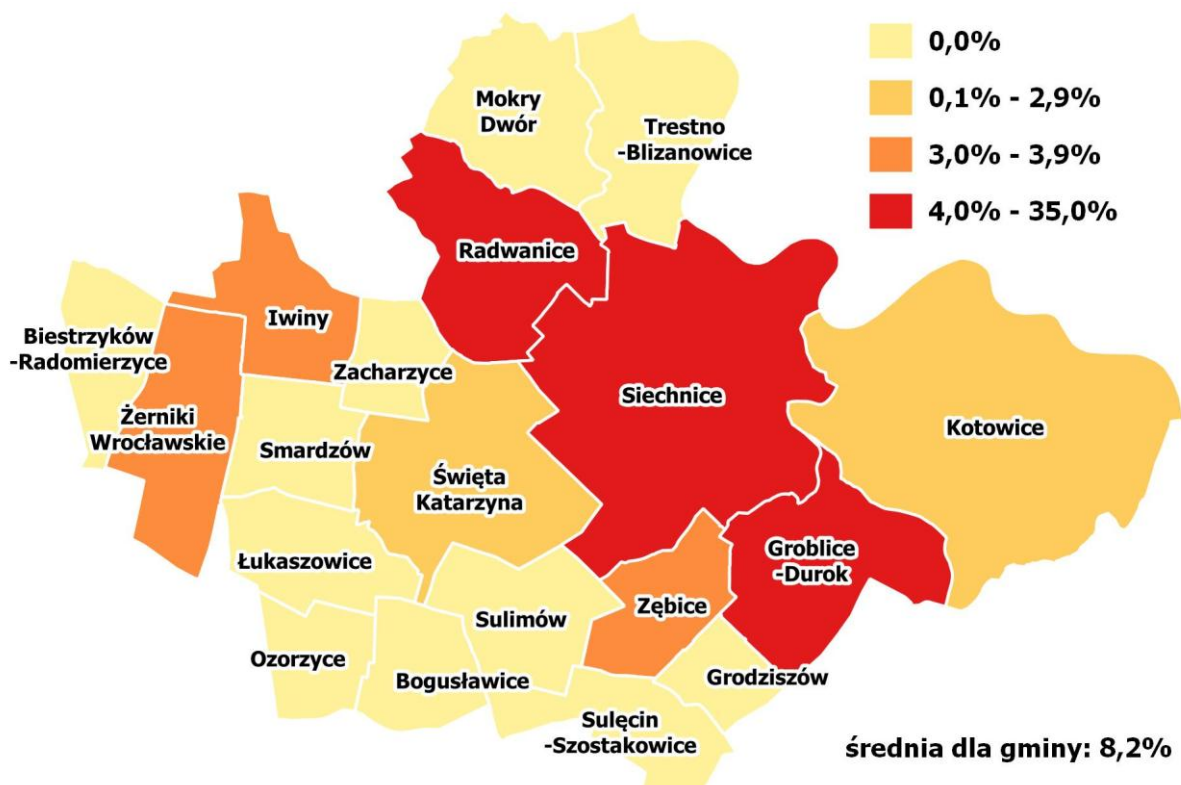 0,0%
0,1% - 2,9%
3,0% - 3,9%
4,0% - 35,0%
Mokry
Dwór
Trestno
-Blizanowice
Radwanice
Iwiny
Biestrzyków
-Radomierzyce
Zacharzyce
Siechnice
Żerniki
Wrocławskie
Smardzów
Kotowice
Święta
Katarzyna
Łukaszowice
Groblice
-Durok
Zębice
Sulimów
Ozorzyce
Bogusławice
Grodziszów
Sulęcin
-Szostakowice
średnia dla gminy: 8,2%